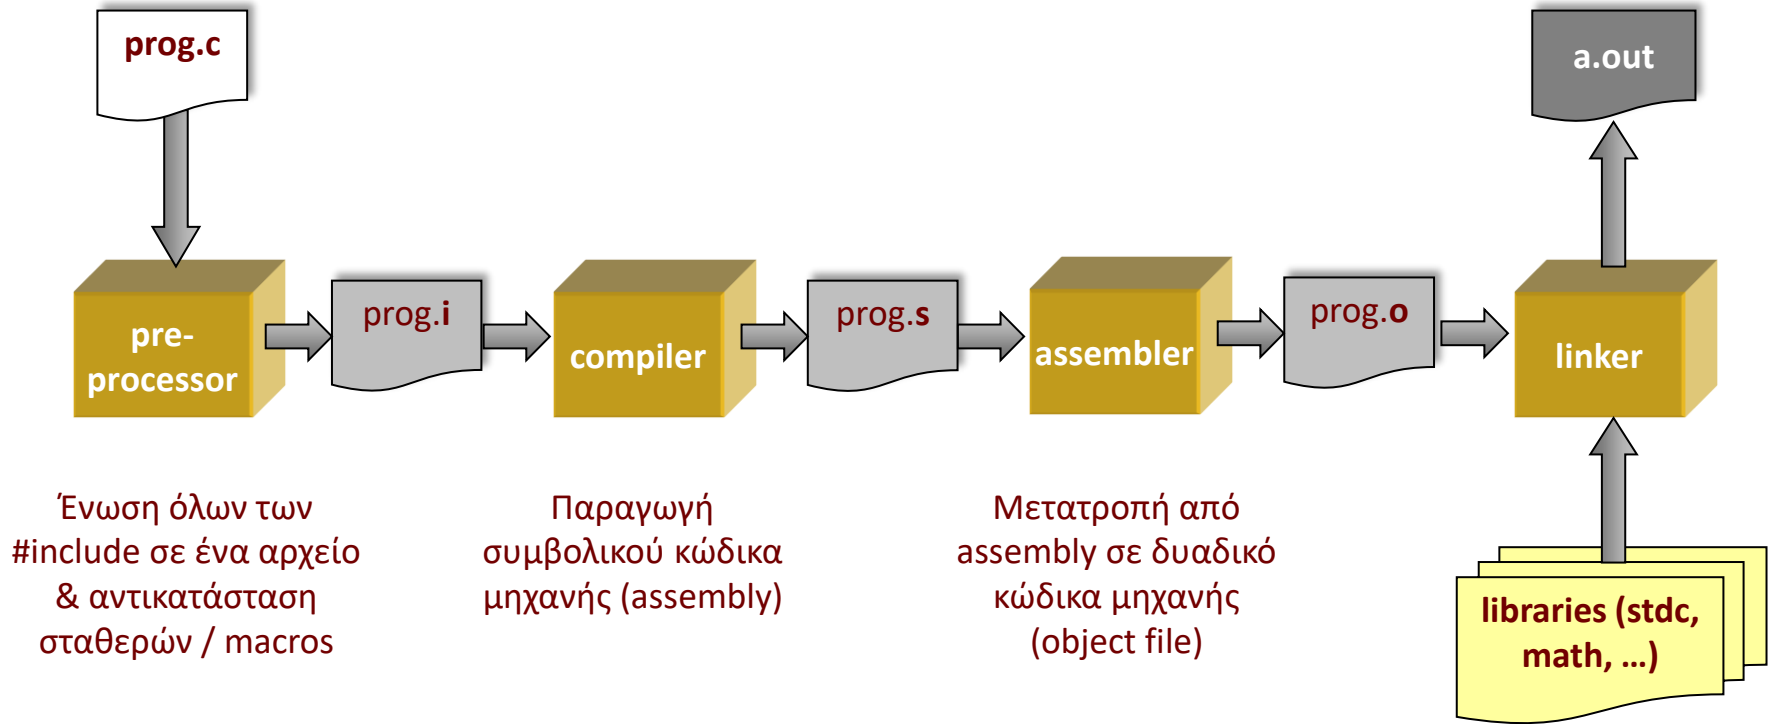 prog.c
a.out
pre-
processor
prog.i
compiler
prog.s
assembler
prog.o
linker
Ένωση όλων των
#include σε ένα αρχείο
& αντικατάσταση
σταθερών / macros
Παραγωγή
συμβολικού κώδικα
μηχανής (assembly)
Μετατροπή από
assembly σε δυαδικό
κώδικα μηχανής
(object file)
libraries (stdc,
math, …)